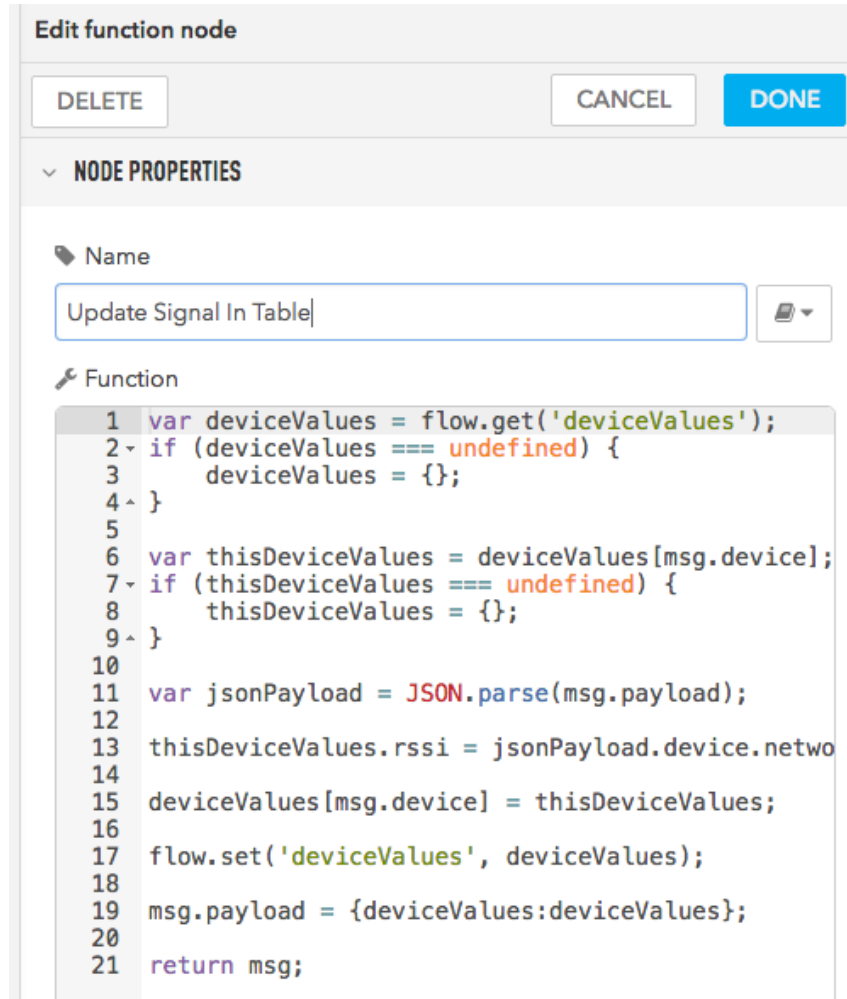 Edit function node
DELETE CANCEL DONE
NODE PROPERTIES
Name
Update Signal In Table
Function
1 var deviceValues = flow.get('deviceValues');
2 if (deviceValues === undefined) {
3     deviceValues = {};
4 }
5
6 var thisDeviceValues = deviceValues[msg.device];
7 if (thisDeviceValues === undefined) {
8     thisDeviceValues = {};
9 }
10
11 var jsonPayload = JSON.parse(msg.payload);
12
13 thisDeviceValues.rssi = jsonPayload.device.netwo
14
15 deviceValues[msg.device] = thisDeviceValues;
16
17 flow.set('deviceValues', deviceValues);
18
19 msg.payload = {deviceValues:deviceValues};
20
21 return msg;